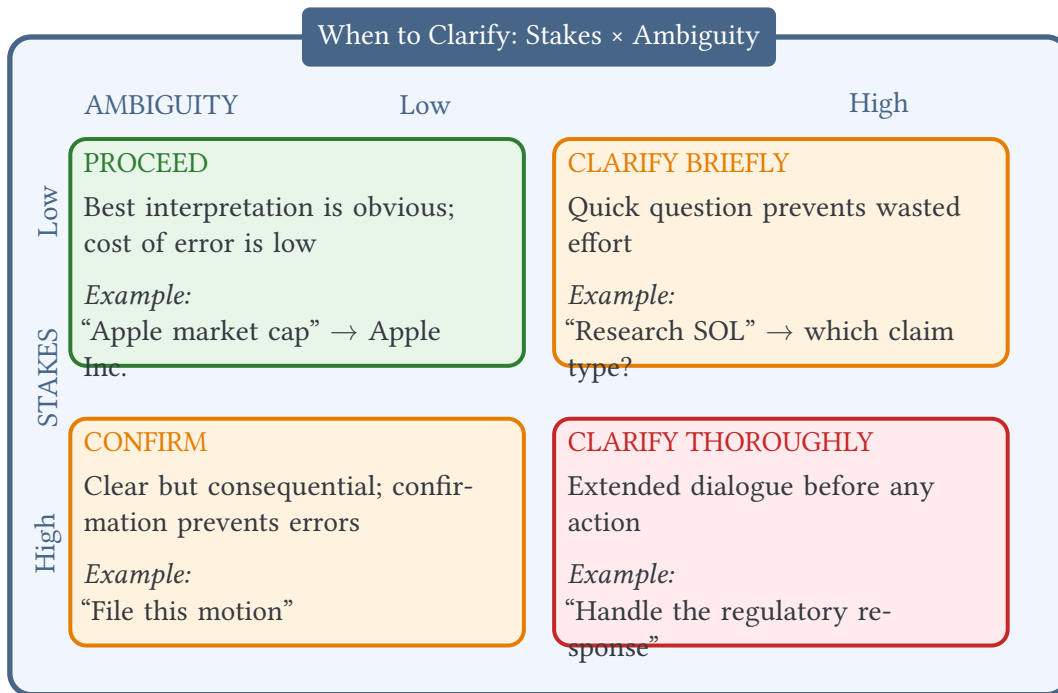 When to Clarify: Stakes × Ambiguity
AMBIGUITY
Low
High
STAKES
Low
High
PROCEED
Best interpretation is obvious;
cost of error is low
Example:
“Apple market cap” → Apple
Inc.
CLARIFY BRIEFLY
Quick question prevents wasted
effort
Example:
“Research SOL” → which claim
type?
CONFIRM
Clear but consequential; confir-
mation prevents errors
Example:
“File this motion”
CLARIFY THOROUGHLY
Extended dialogue before any
action
Example:
“Handle the regulatory re-
sponse”